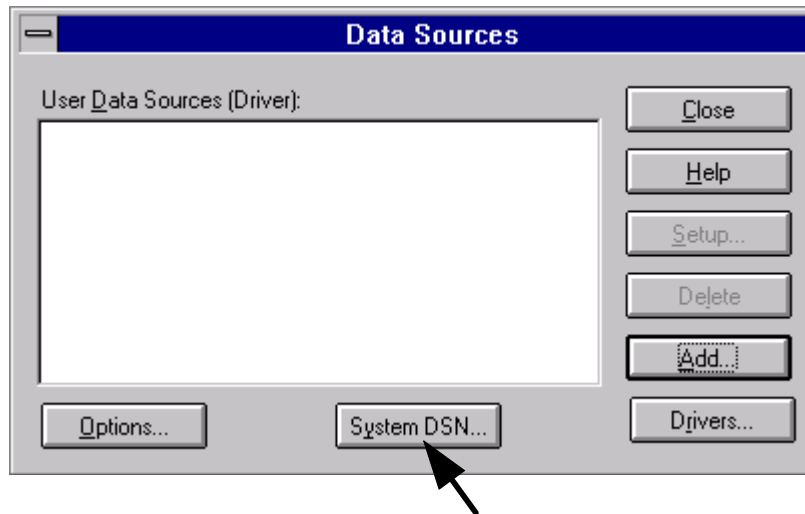 Data Sources
User Data Sources (Driver):
Close
Help
Setup...
Delete
Add...
Options...
System DSN...
Drivers...